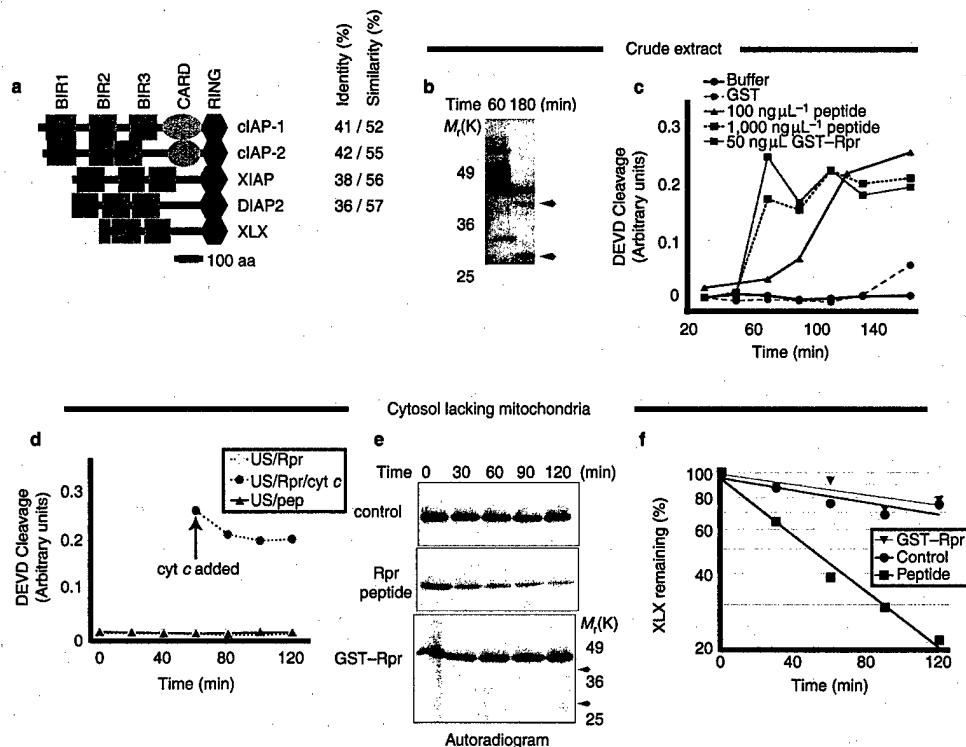 Crude extract
a
BIR1
BIR2
BIR3
CARD
RING
Identity (%)
Similarity (%)
cIAP-1 41 / 52
cIAP-2 42 / 55
XIAP 38 / 56
DIAP2 36 / 57
XLX
100 aa
b
Time 60 180 (min)
Mr(K)
49
36
25
c
Buffer
GST
100 ng µL–1 peptide
1,000 ng µL–1 peptide
50 ng µL GST–Rpr
DEVD Cleavage
(Arbitrary units)
0.3
0.2
0.1
0
20 60 100 140
Time (min)
Cytosol lacking mitochondria
d
US/Rpr
US/Rpr/cyt c
US/pep
DEVD Cleavage
(Arbitrary units)
0.3
0.2
0.1
0
cyt c added
0 40 80 120
Time (min)
e
Time 0 30 60 90 120 (min)
control
Rpr
peptide
GST–Rpr
Mr(K)
49
36
25
Autoradiogram
f
XLX remaining (%)
100
80
60
40
20
GST–Rpr
Control
Peptide
0 40 80 120
Time (min)